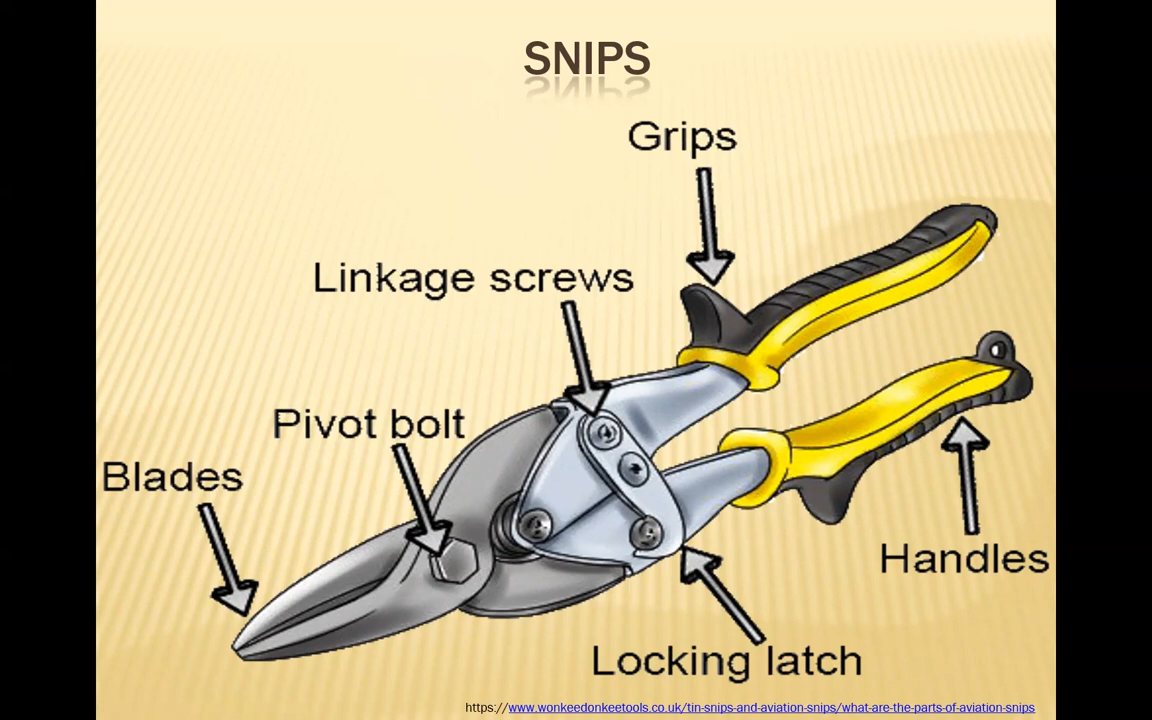 SNIPS
Grips
Linkage screws
Pivot bolt
Blades
Handles
Locking latch
https://www.wonkeedonkeetools.co.uk/tin-snips-and-aviation-snips/what-are-the-parts-of-aviation-snips